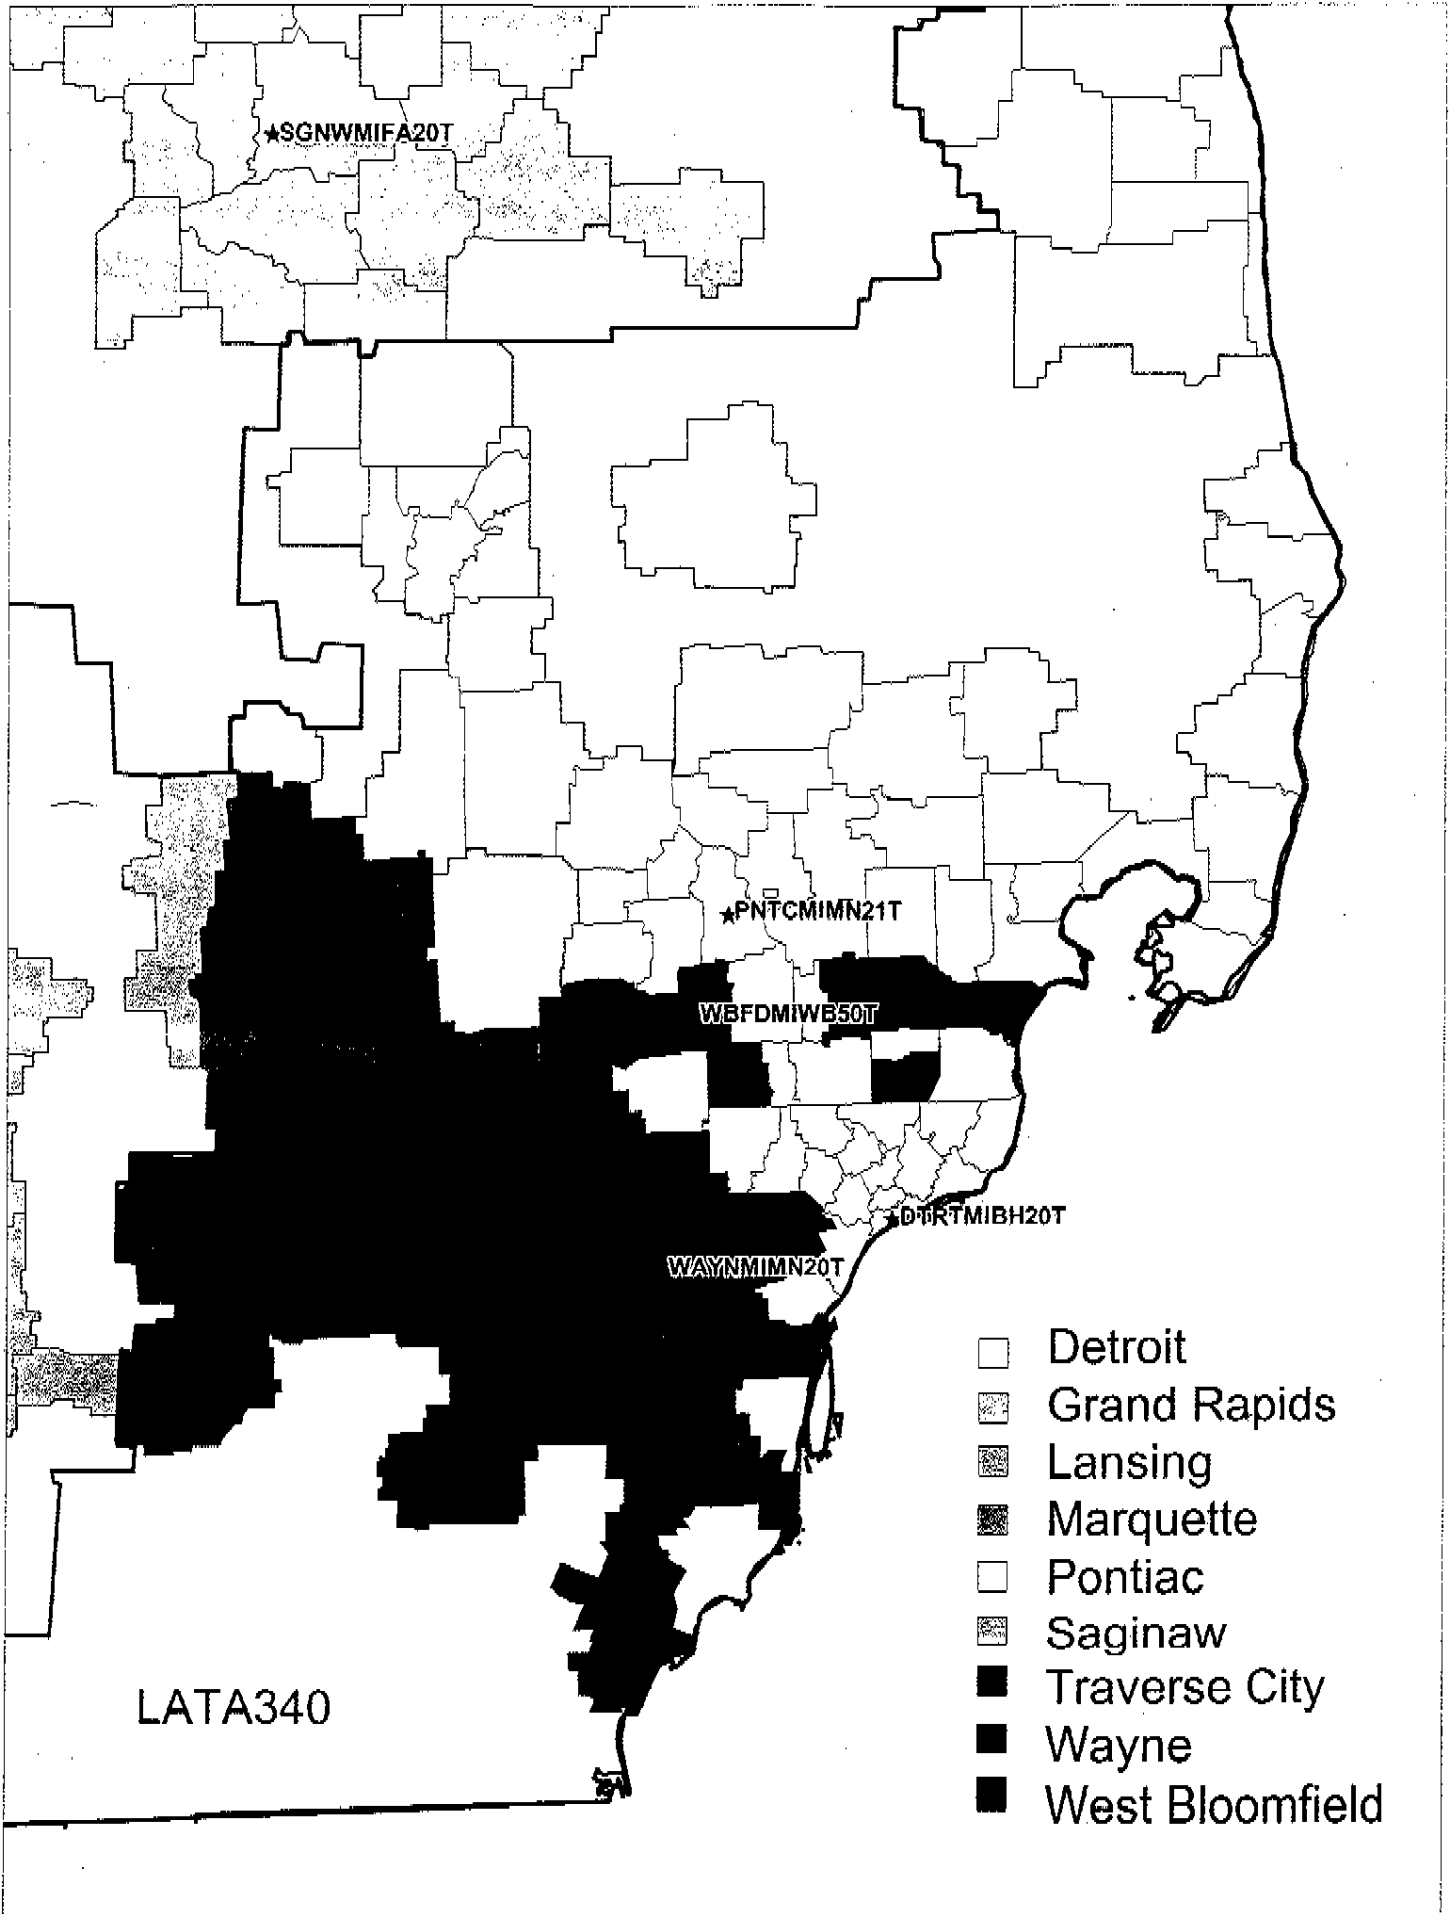 SGNWMIFA20T
PNTCMIMN21T
WBFDMIWB50T
DTRTMIBH20T
WAYNMIMN20T
Detroit
Grand Rapids
Lansing
Marquette
Pontiac
Saginaw
Traverse City
Wayne
West Bloomfield
LATA340